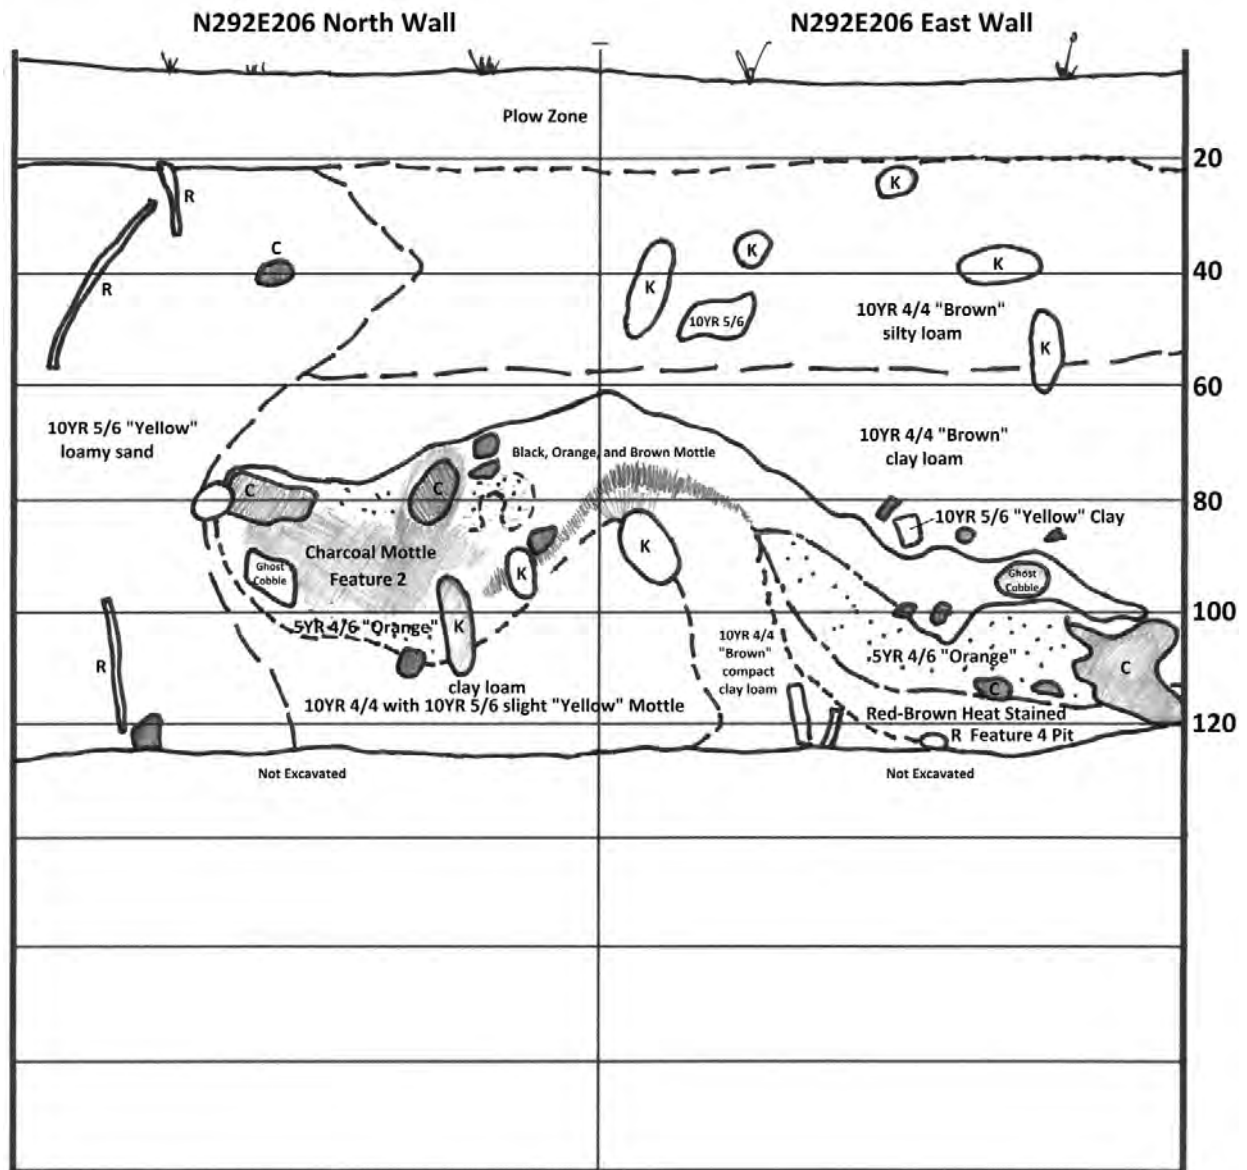 N292E206 North Wall
N292E206 East Wall
Plow Zone
20
K
R
C
K
K
40
R
K
10YR 5/6
10YR 4/4 "Brown"
silty loam
K
60
10YR 5/6 "Yellow"
loamy sand
10YR 4/4 "Brown"
clay loam
Black, Orange, and Brown Mottle
C
C
80
10YR 5/6 "Yellow" Clay
Charcoal Mottle
Feature 2
K
Ghost
Cobble
K
Ghost
Cobble
100
5YR 4/6 "Orange"
K
10YR 4/4
"Brown"
compact
clay loam
5YR 4/6 "Orange"
R
C
clay loam
10YR 4/4 with 10YR 5/6 slight "Yellow" Mottle
C
Red-Brown Heat Stained
R Feature 4 Pit
120
Not Excavated
Not Excavated